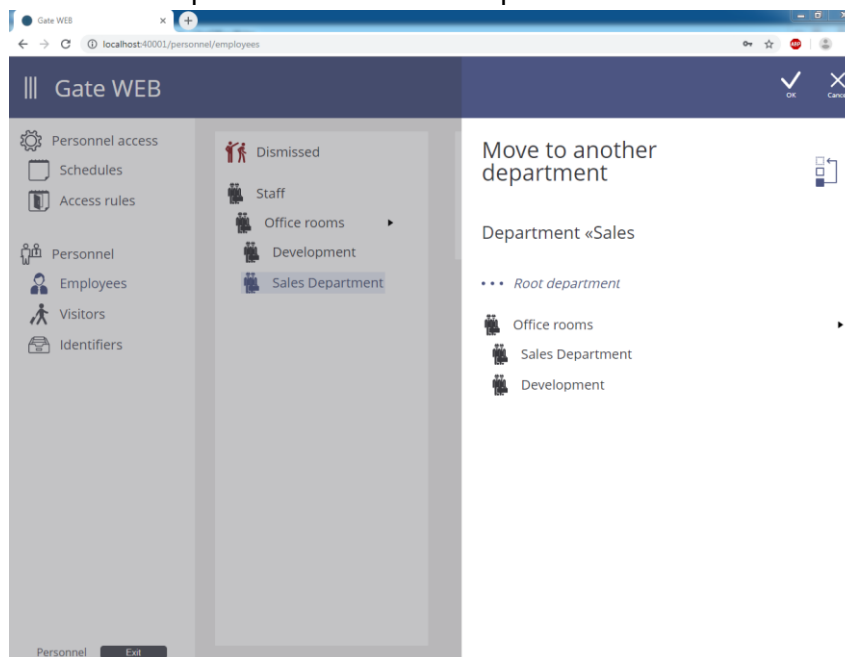 Gate WEB
localhost:40001/personnel/employees
ABP
Gate WEB
OK
Personnel access
Schedules
Access rules
Personnel
Employees
Visitors
Identifiers
Dismissed
Staff
Office rooms
Development
Sales Department
Move to another
department
Department «Sales
Root department
Office rooms
Sales Department
Development
Personnel
Exit